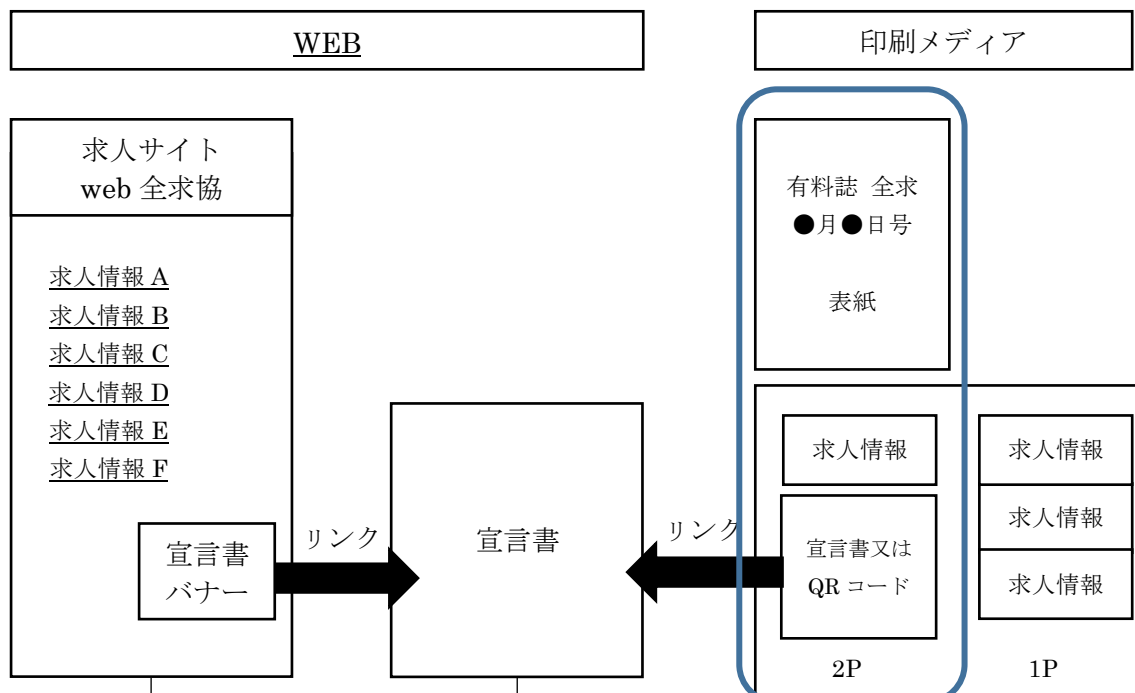 WEB
印刷メディア
求人サイト
web 全求協
求人情報 A
求人情報 B
求人情報 C
求人情報 D
求人情報 E
求人情報 F
宣言書
バナー
リンク
宣言書
リンク
有料誌 全求
●月●日号
表紙
求人情報
宣言書又は
QR コード
2P
求人情報
求人情報
求人情報
1P